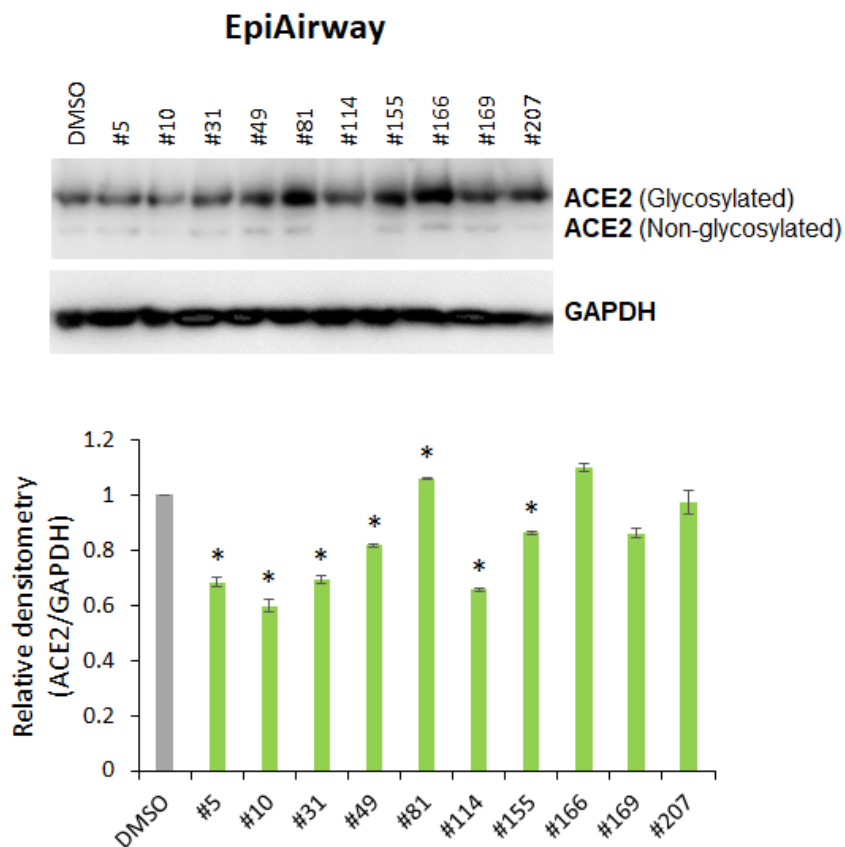 EpiAirway
DMSO #5 #10 #31 #49 #81 #114 #155 #166 #169 #207
ACE2 (Glycosylated)
ACE2 (Non-glycosylated)
GAPDH
Relative densitometry
(ACE2/GAPDH)
1.2
1
0.8
0.6
0.4
0.2
0
* * * * * * *
DMSO #5 #10 #31 #49 #81 #114 #155 #166 #169 #207